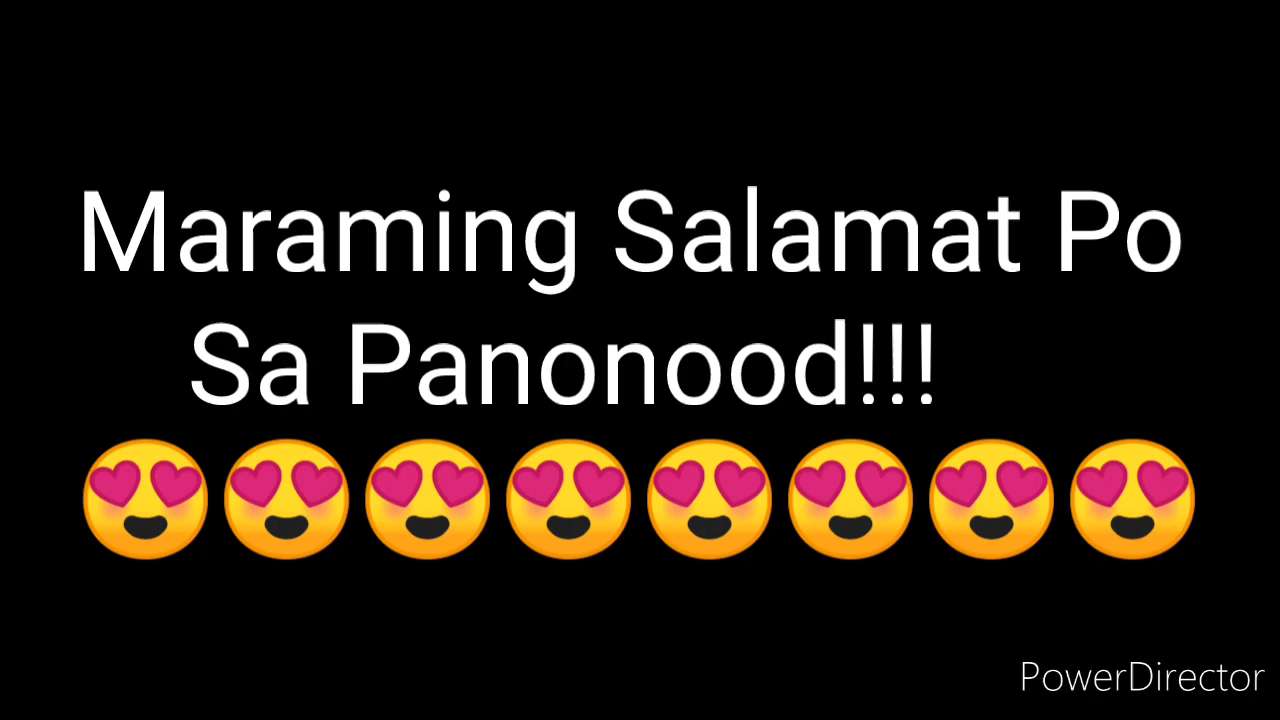 Maraming Salamat Po
Sa Panonood!!!
😍😍😍😍😍😍😍😍
PowerDirector